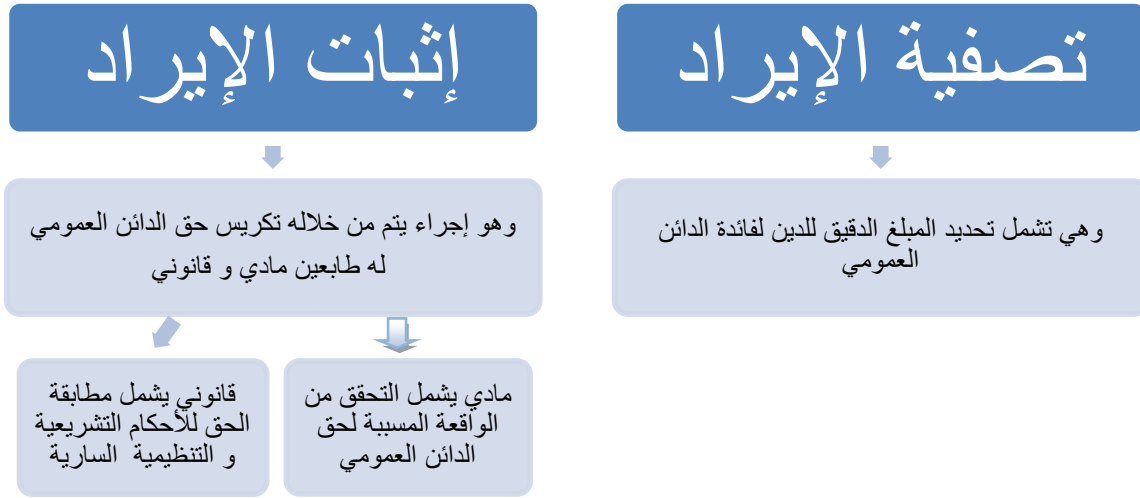 تصفية الإيراد
وهي تشمل تحديد المبلغ الدقيق للدين لفائدة الدائن
العمومي
إثبات الإيراد
وهو إجراء يتم من خلاله تكريس حق الدائن العمومي
له طابعين مادي و قانوني
مادي يشمل التحقق من
الواقعة المسببة لحق
الدائن العمومي
قانوني يشمل مطابقة
الحق للأحكام التشريعية
و التنظيمية السارية